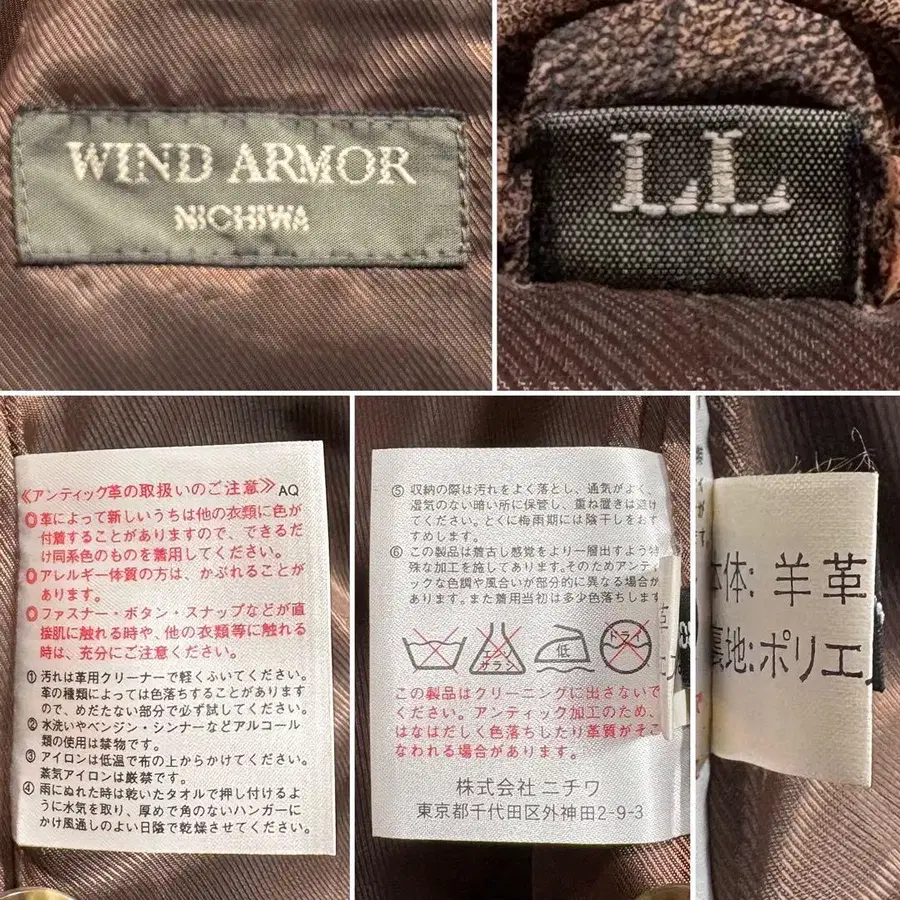 WIND ARMOR
NICHIWA
LL
≪アンティック革の取扱いのご注意≫ AQ
革によって新しいうちは他の衣類に色が
付着することがありますので、できるだ
け同系色のものを着用してください。
アレルギー体質の方は、かぶれることが
あります。
ファスナー・ボタン・スナップなどが直
接肌に触れる時や、他の衣類等に触れる
時は、充分にご注意ください。
① 汚れは革用クリーナーで軽くふいてください。
革の種類によっては色落ちすることがあります
ので、めだたない部分で必ず試してください。
② 水洗いやベンジン・シンナーなどアルコール
類の使用は禁物です。
③ アイロンは低温で布の上からかけてください。
蒸気アイロンは厳禁です。
④ 雨にぬれた時は乾いたタオルで押し付けるよ
うに水気を取り、厚めで角のないハンガーに
かけ風通しのよい日陰で乾燥させてください。
⑤ 収納の際は汚れをよく落とし、通気がよく
湿気のない暗い所に保管し、重ね置きは避け
てください。とくに梅雨期には陰干しをおす
すめします。
⑥ この製品は着古し感覚をより一層出すよう特
殊な加工を施してあります。そのためアンティ
ックな色調や風合いが部分的に異なる場合が
あります。また着用当初は多少色落ちします
エンソ
サラシ
低
ドライ
この製品はクリーニングに出さないで
ください。アンティック加工のため、
はなはだしく色落ちしたり革質がそこ
なわれる場合があります。
株式会社ニチワ
東京都千代田区外神田2-9-3
革
本体: 羊革
裏地:ポリエ